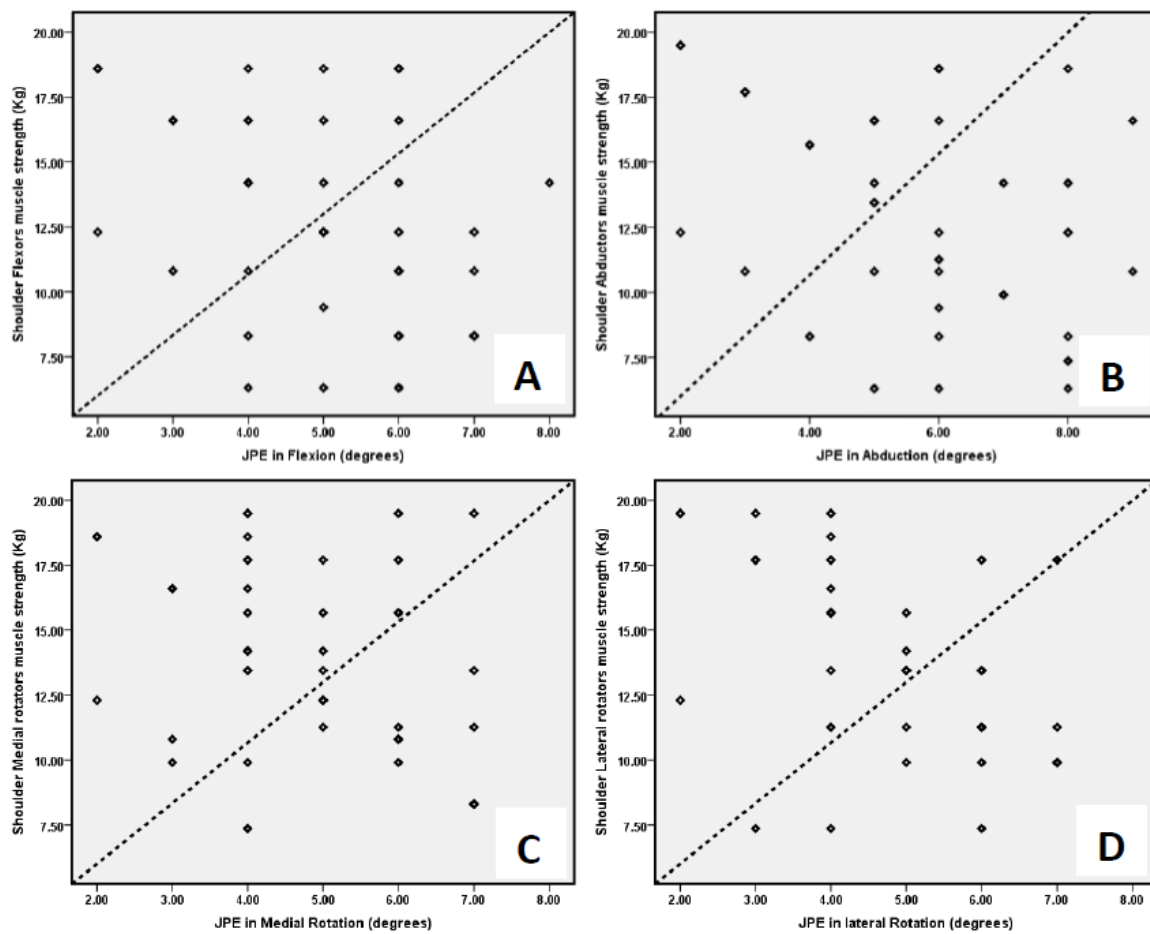 Shoulder Flexors muscle strength (Kg)
20.00
17.50
15.00
12.50
10.00
7.50
2.00 3.00 4.00 5.00 6.00 7.00 8.00
JPE in Flexion (degrees)
A
Shoulder Abductors muscle strength (Kg)
20.00
17.50
15.00
12.50
10.00
7.50
2.00 4.00 6.00 8.00
JPE in Abduction (degrees)
B
Shoulder Medial rotators muscle strength (Kg)
20.00
17.50
15.00
12.50
10.00
7.50
2.00 3.00 4.00 5.00 6.00 7.00 8.00
JPE in Medial Rotation (degrees)
C
Shoulder Lateral rotators muscle strength (Kg)
20.00
17.50
15.00
12.50
10.00
7.50
2.00 3.00 4.00 5.00 6.00 7.00 8.00
JPE in lateral Rotation (degrees)
D